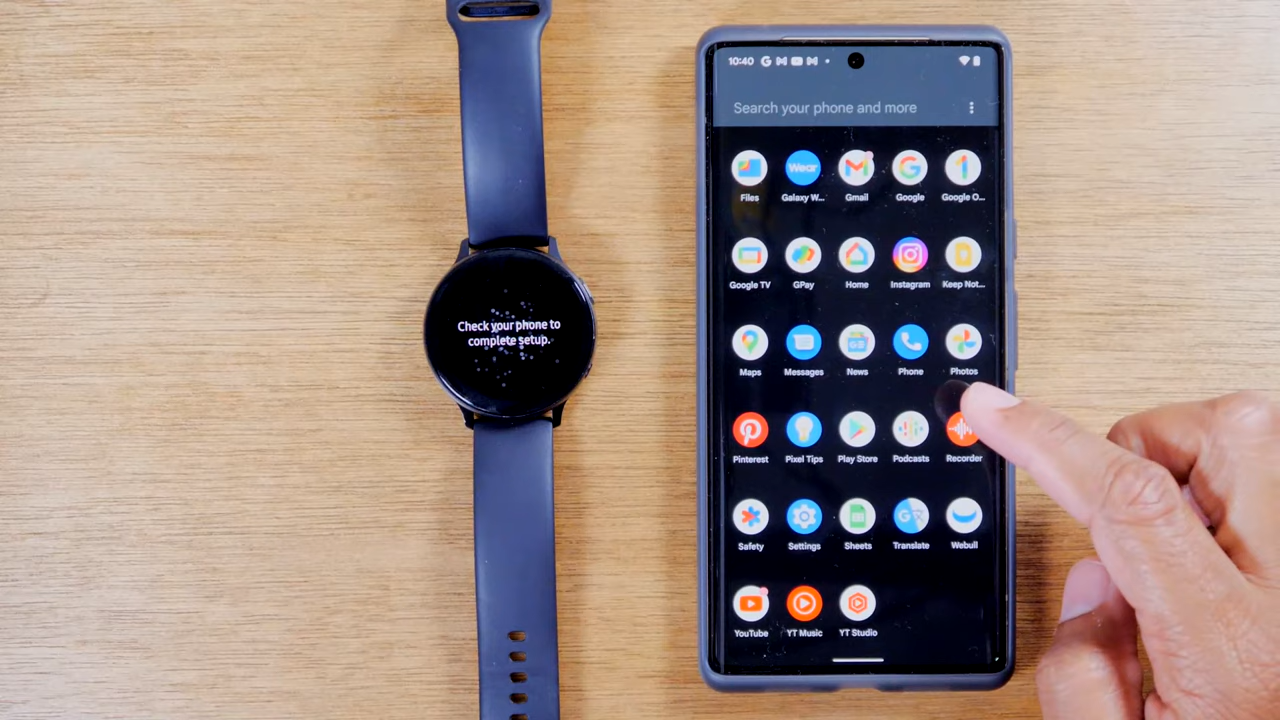 Check your phone to
complete setup.
10:40
Search your phone and more
Wear
Files
Galaxy W...
Gmail
Google
Google O...
Google TV
GPay
Home
Instagram
Keep Not...
Maps
Messages
News
Phone
Photos
Pinterest
Pixel Tips
Play Store
Podcasts
Recorder
Safety
Settings
Sheets
Translate
Webull
YouTube
YT Music
YT Studio